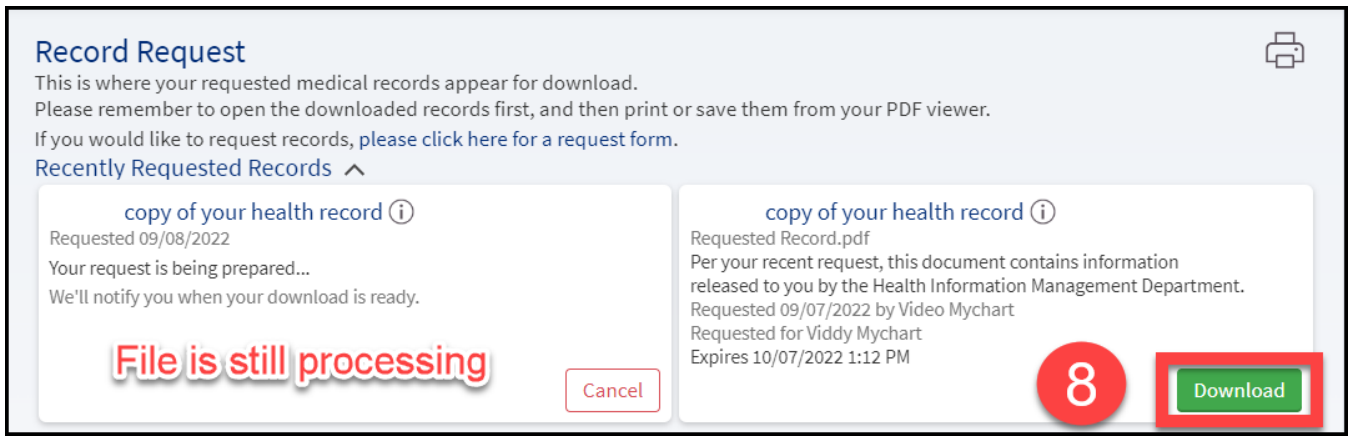 Record Request
This is where your requested medical records appear for download.
Please remember to open the downloaded records first, and then print or save them from your PDF viewer.
If you would like to request records, please click here for a request form.
Recently Requested Records
copy of your health record
Requested 09/08/2022
Your request is being prepared...
We'll notify you when your download is ready.
File is still processing
Cancel
copy of your health record
Requested Record.pdf
Per your recent request, this document contains information
released to you by the Health Information Management Department.
Requested 09/07/2022 by Video Mychart
Requested for Viddy Mychart
Expires 10/07/2022 1:12 PM
8
Download